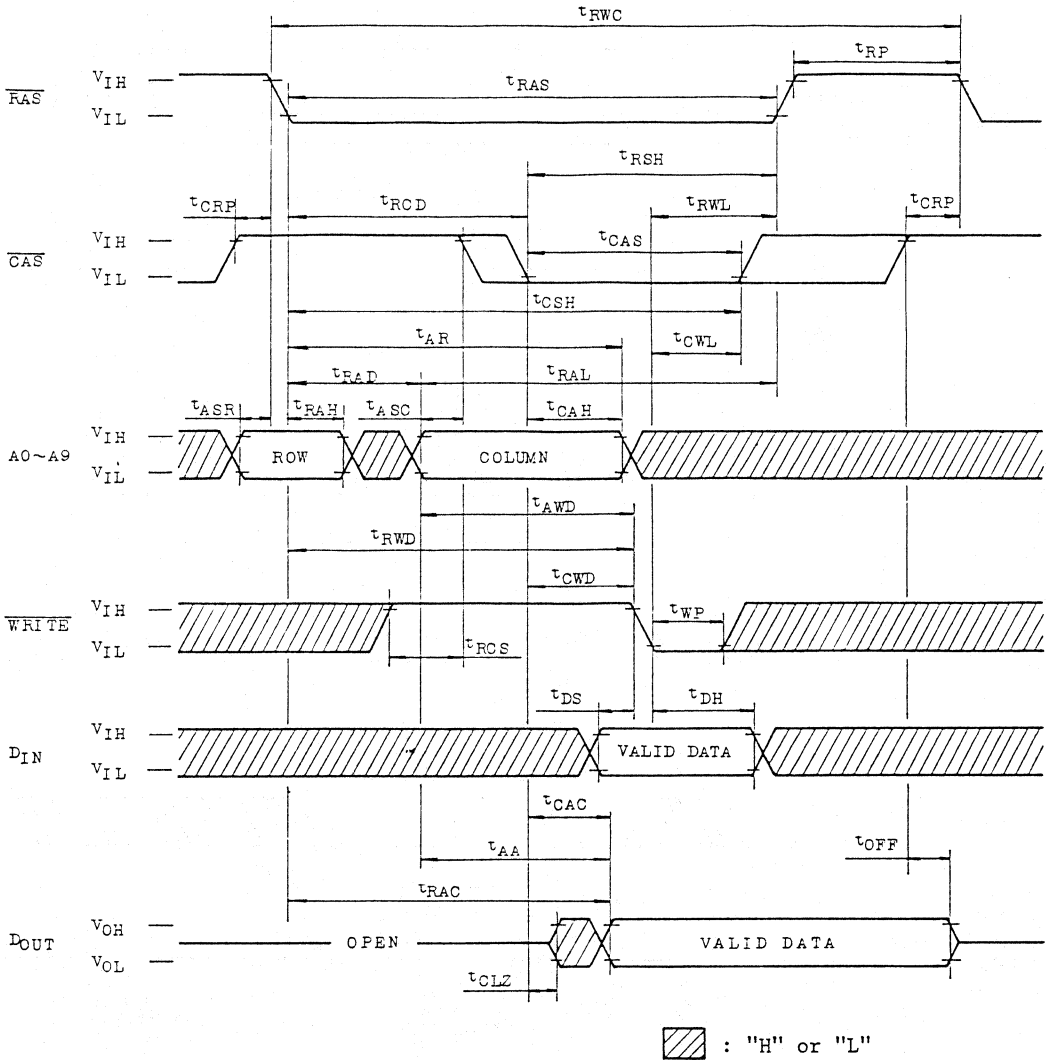 tRWC
tRP
VIH
tRAS
RAS
VIL
tRSH
tCRP
tRCD
tRWL
tCRP
VIH
tCAS
CAS
VIL
tCSH
tAR
tCWL
tRAD
tRAL
tASR
tRAH
tASC
tCAH
VIH
A0~A9
ROW
COLUMN
VIL
tAWD
tRWD
tCWD
VIH
tWP
WRITE
VIL
tRCS
tDS
tDH
VIH
DIN
VALID DATA
VIL
tCAC
tAA
tOFF
tRAC
VOH
DOUT
OPEN
VALID DATA
VOL
tCLZ
: "H" or "L"